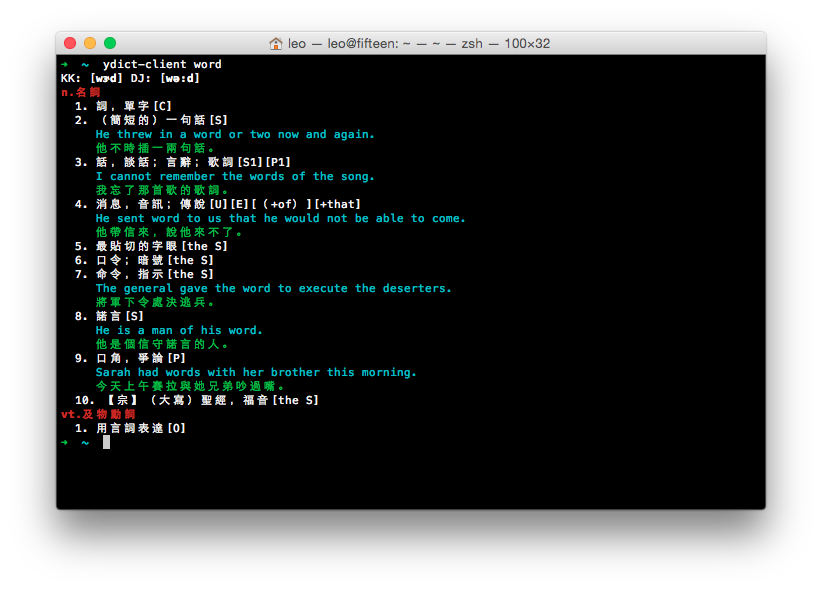 leo — leo@fifteen: ~ — ~ — zsh — 100×32
➜ ~ ydict-client word
KK: [wɝd] DJ: [wə:d]
n.名詞
1. 詞，單字[C]
2. （簡短的）一句話[S]
He threw in a word or two now and again.
他不時插一兩句話。
3. 話，談話；言辭；歌詞[S1][P1]
I cannot remember the words of the song.
我忘了那首歌的歌詞。
4. 消息，音訊；傳說[U][E][（+of）][+that]
He sent word to us that he would not be able to come.
他帶信來，說他來不了。
5. 最貼切的字眼[the S]
6. 口令；暗號[the S]
7. 命令，指示[the S]
The general gave the word to execute the deserters.
將軍下令處決逃兵。
8. 諾言[S]
He is a man of his word.
他是個信守諾言的人。
9. 口角，爭論[P]
Sarah had words with her brother this morning.
今天上午賽拉與她兄弟吵過嘴。
10. 【宗】（大寫）聖經，福音[the S]
vt.及物動詞
1. 用言詞表達[O]
➜ ~